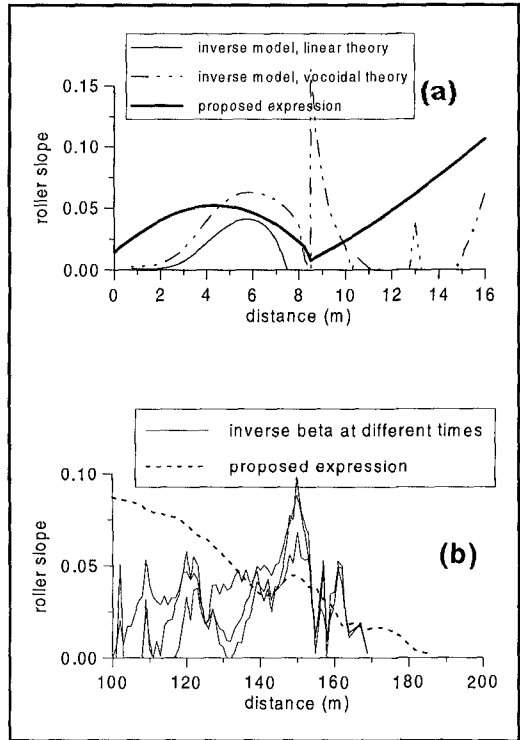 inverse model, linear theory
inverse model, vocoidal theory
proposed expression
(a)
0.15
0.10
0.05
0.00
roller slope
0 2 4 6 8 10 12 14 16
distance (m)
inverse beta at different times
proposed expression
(b)
0.10
0.05
0.00
roller slope
100 120 140 160 180 200
distance (m)